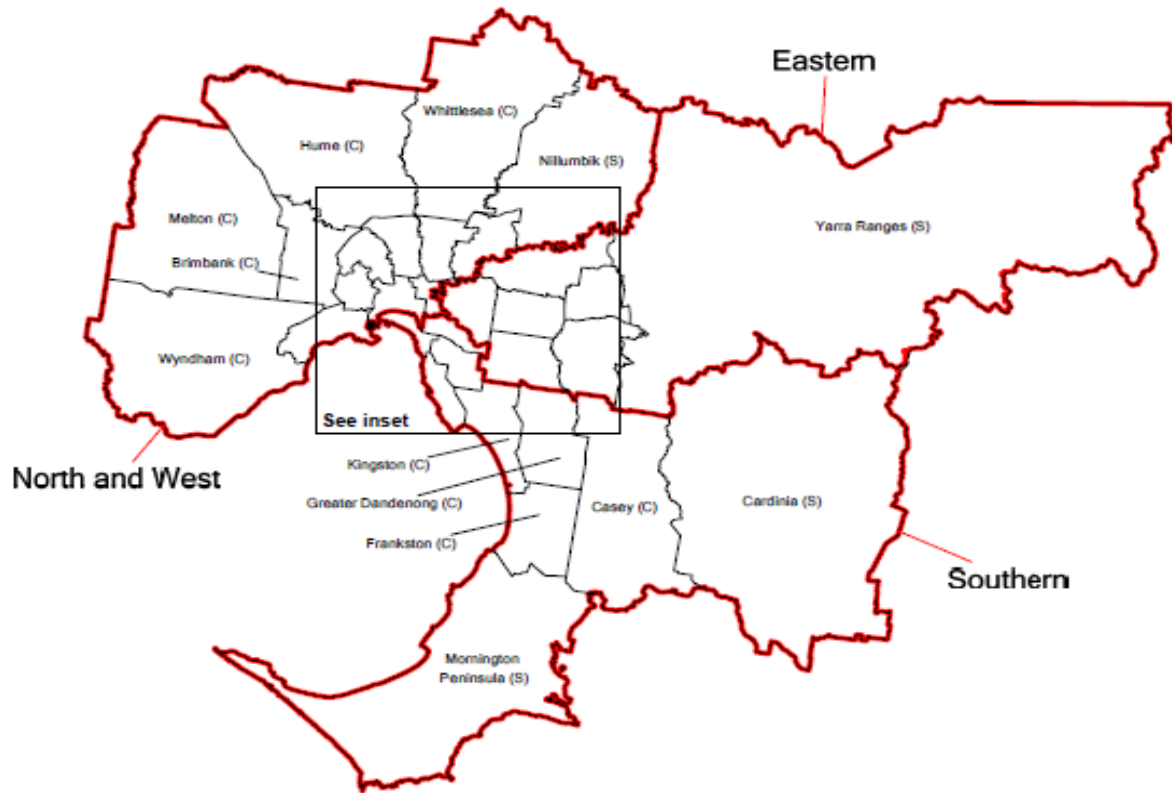 Eastern
Whittlesea (C)
Hume (C)
Nillumbik (S)
Melton (C)
Yarra Ranges (S)
Brimbank (C)
Wyndham (C)
See inset
North and West
Kingston (C)
Greater Dandenong (C)
Casey (C)
Cardinia (S)
Frankston (C)
Southern
Mornington
Peninsula (S)